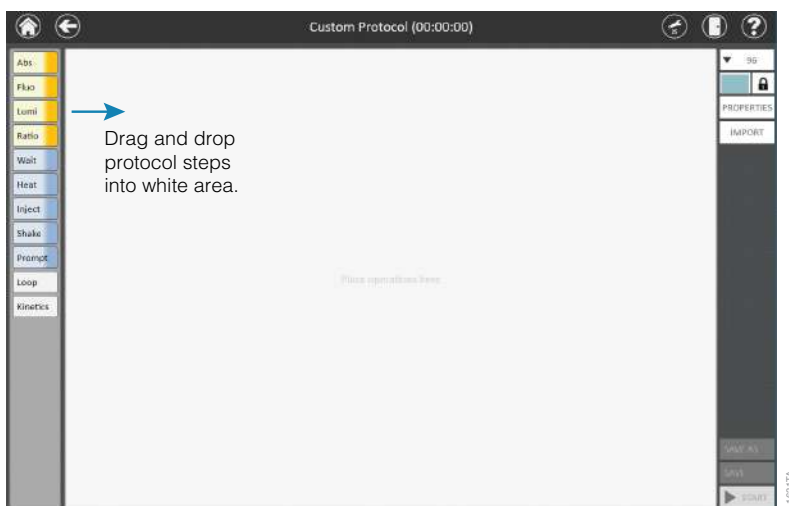 Custom Protocol (00:00:00)
?
Abs
Fluo
Lumi
Ratio
Wait
Heat
Inject
Shake
Prompt
Loop
Kinetics
Drag and drop
protocol steps
into white area.
Place operations here
96
PROPERTIES
IMPORT
SAVE AS
SAVE
START